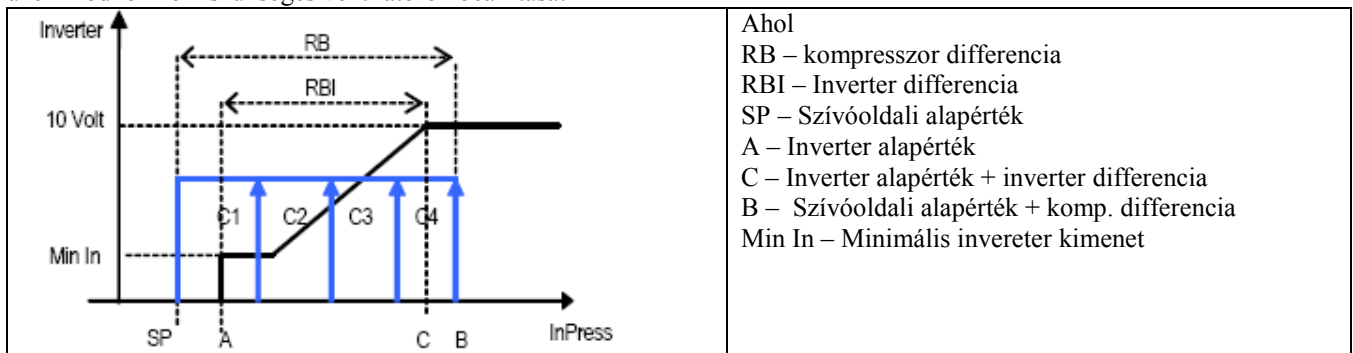 Inverter
RB
RBI
10 Volt
C1
C2
C3
C4
Min In
SP
A
C
B
InPress
Ahol
RB – kompresszor differencia
RBI – Inverter differencia
SP – Szívóoldali alapérték
A – Inverter alapérték
C – Inverter alapérték + inverter differencia
B – Szívóoldali alapérték + komp. differencia
Min In – Minimális invereter kimenet